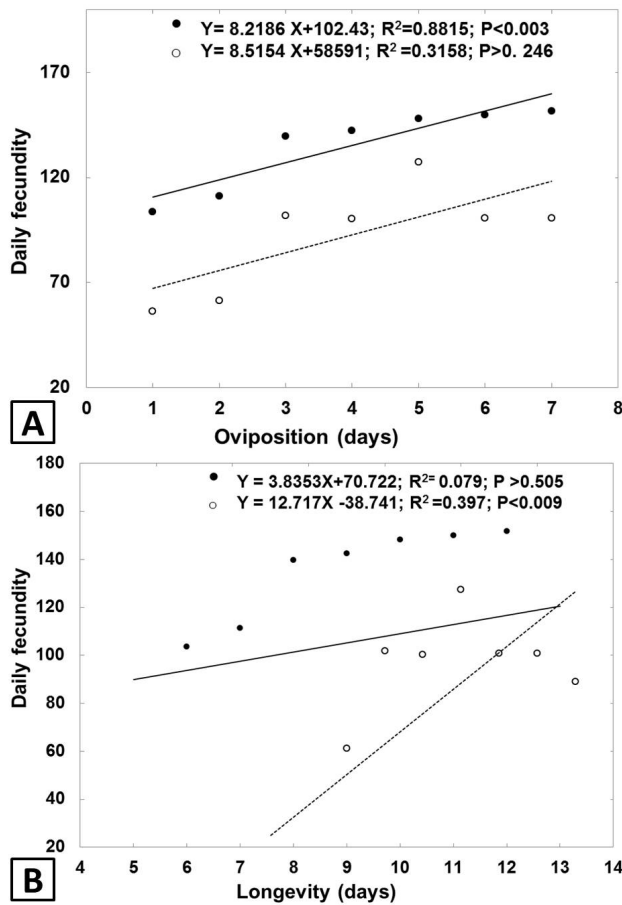 ● Y= 8.2186 X+102.43; R²=0.8815; P<0.003
○ Y= 8.5154 X+58591; R² =0.3158; P>0. 246
170
120
70
20
Daily fecundity
0 1 2 3 4 5 6 7 8
Oviposition (days)
A
● Y = 3.8353X+70.722; R²= 0.079; P >0.505
○ Y = 12.717X -38.741; R² =0.397; P<0.009
180
160
140
120
100
80
60
40
20
Daily fecundity
4 5 6 7 8 9 10 11 12 13 14
Longevity (days)
B